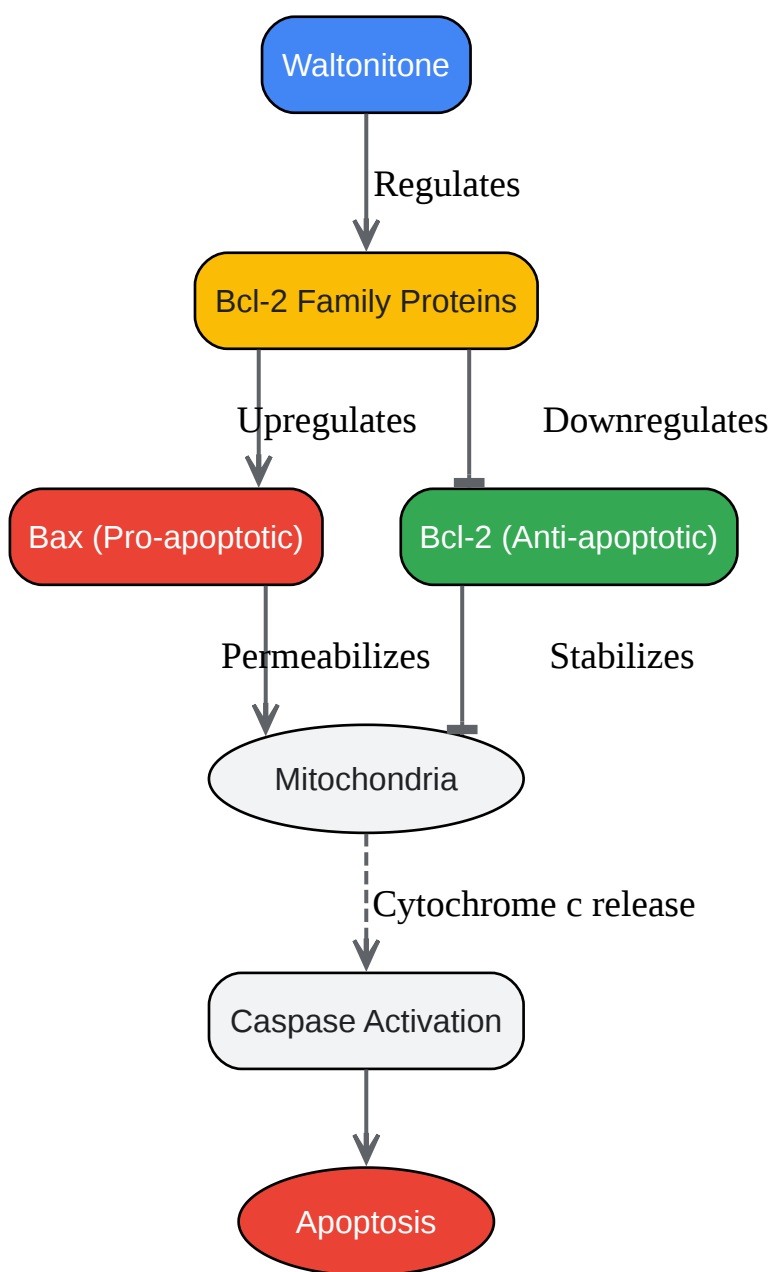 Waltonitone
Regulates
Bcl-2 Family Proteins
Upregulates
Downregulates
Bax (Pro-apoptotic)
Bcl-2 (Anti-apoptotic)
Permeabilizes
Stabilizes
Mitochondria
Cytochrome c release
Caspase Activation
Apoptosis